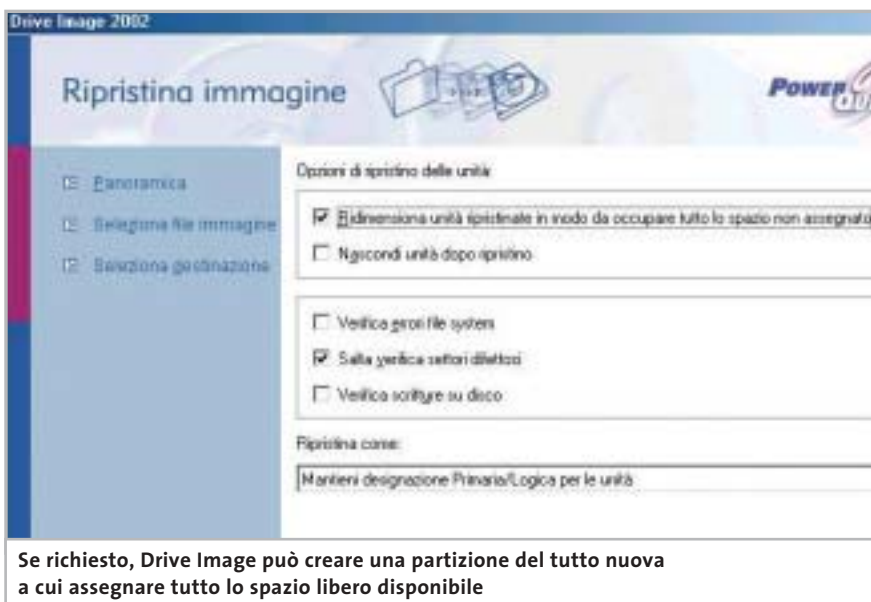 Drive Image 2002
Ripristina immagine
POWER
Panoramica
Seleziona file immagine
Seleziona destinazione
Opzioni di ripristino delle unità:
Ridimensiona unità ripristinate in modo da occupare tutto lo spazio non assegnato
Nascondi unità dopo ripristino
Verifica errori file system
Salta verifica settori difettosi
Verifica scritture su disco
Ripristina come:
Mantieni designazione Primaria/Logica per le unità
Se richiesto, Drive Image può creare una partizione del tutto nuova
a cui assegnare tutto lo spazio libero disponibile